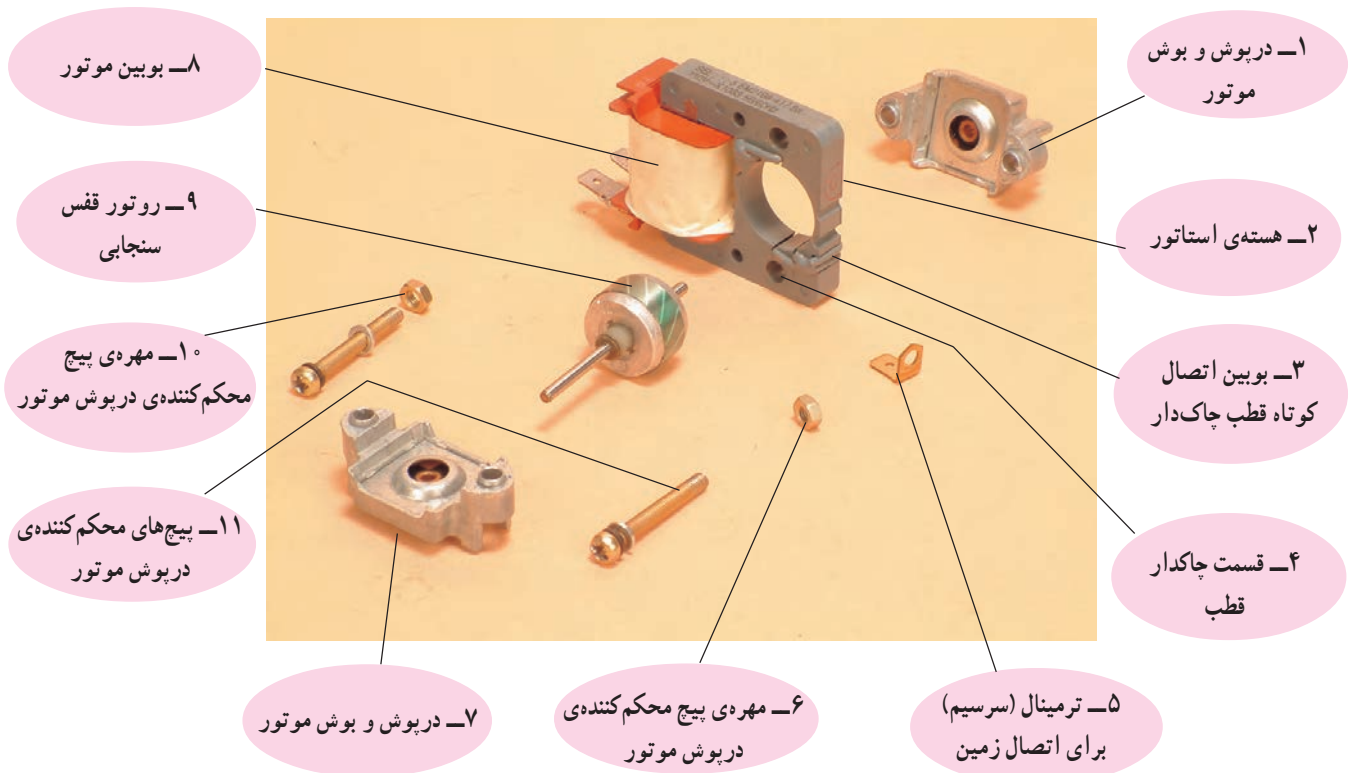 ۱ــ درپوش و بوش
موتور
۲ــ هسته‌ی استاتور
۳ــ بوبین اتصال
کوتاه قطب چاک‌دار
۴ــ قسمت چاکدار
قطب
۵ــ ترمینال (سرسیم)
برای اتصال زمین
۶ــ مهره‌ی پیچ محکم‌کننده‌ی
درپوش موتور
۷ــ درپوش و بوش موتور
۸ــ بوبین موتور
۹ــ روتور قفس
سنجابی
۱۰ــ مهره‌ی پیچ
محکم‌کننده‌ی درپوش موتور
۱۱ــ پیچ‌های محکم‌کننده‌ی
درپوش موتور